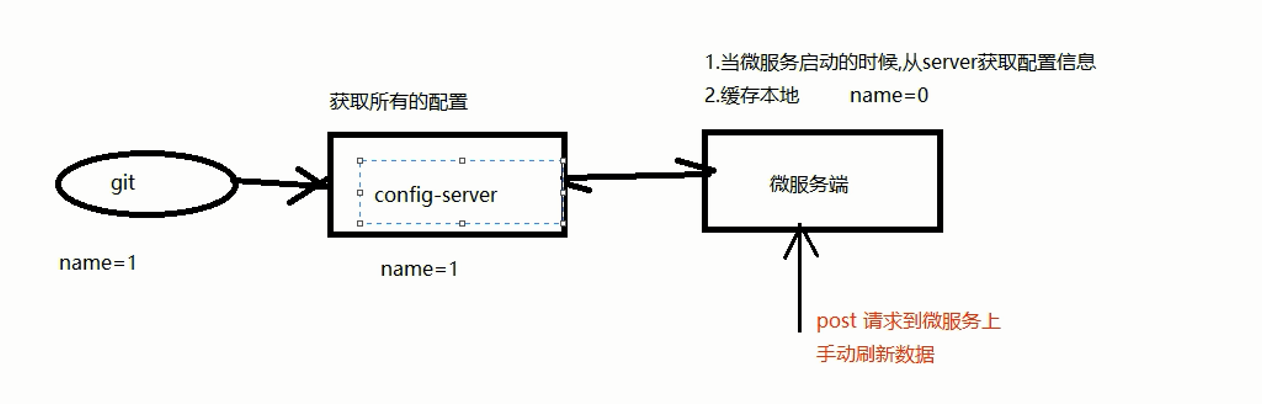 1.当微服务启动的时候,从server获取配置信息
2.缓存本地 name=0
获取所有的配置
git
config-server
微服务端
name=1
name=1
post 请求到微服务上
手动刷新数据